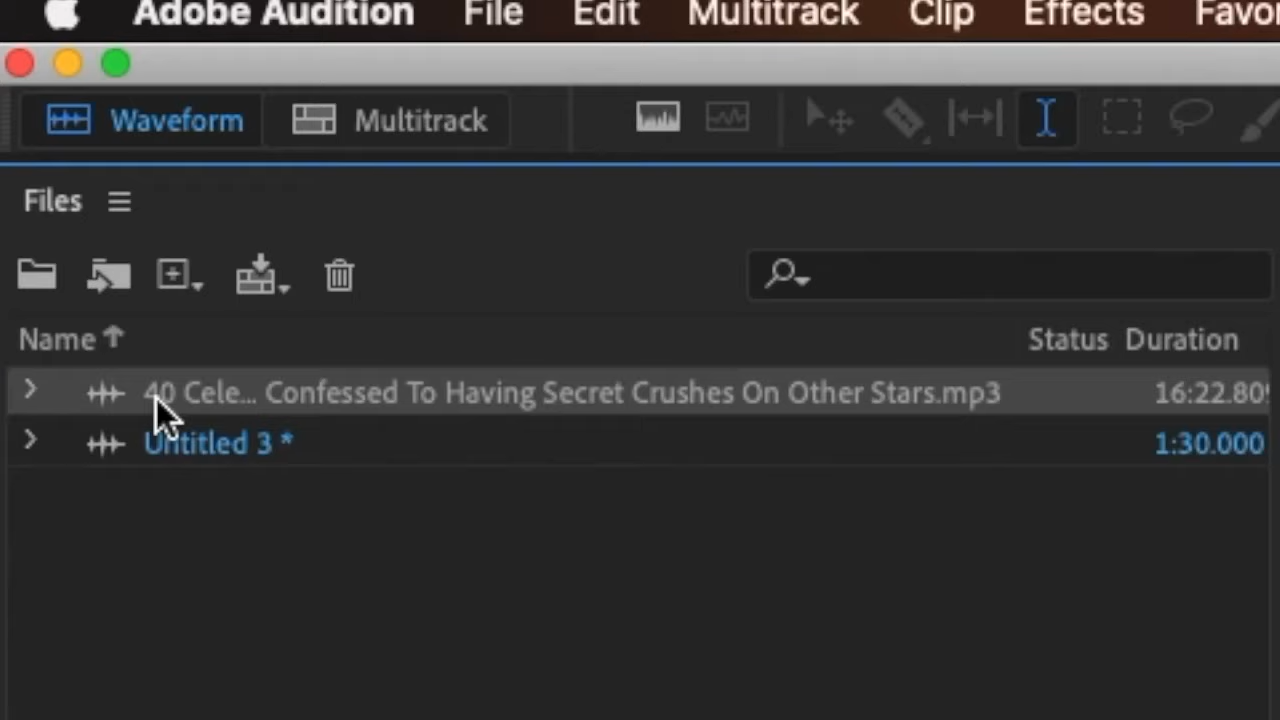 Adobe Audition File Edit Multitrack Clip Effects
Waveform Multitrack
Files
Name Status Duration
40 Cele... Confessed To Having Secret Crushes On Other Stars.mp3 16:22.809
Untitled 3 * 1:30.000